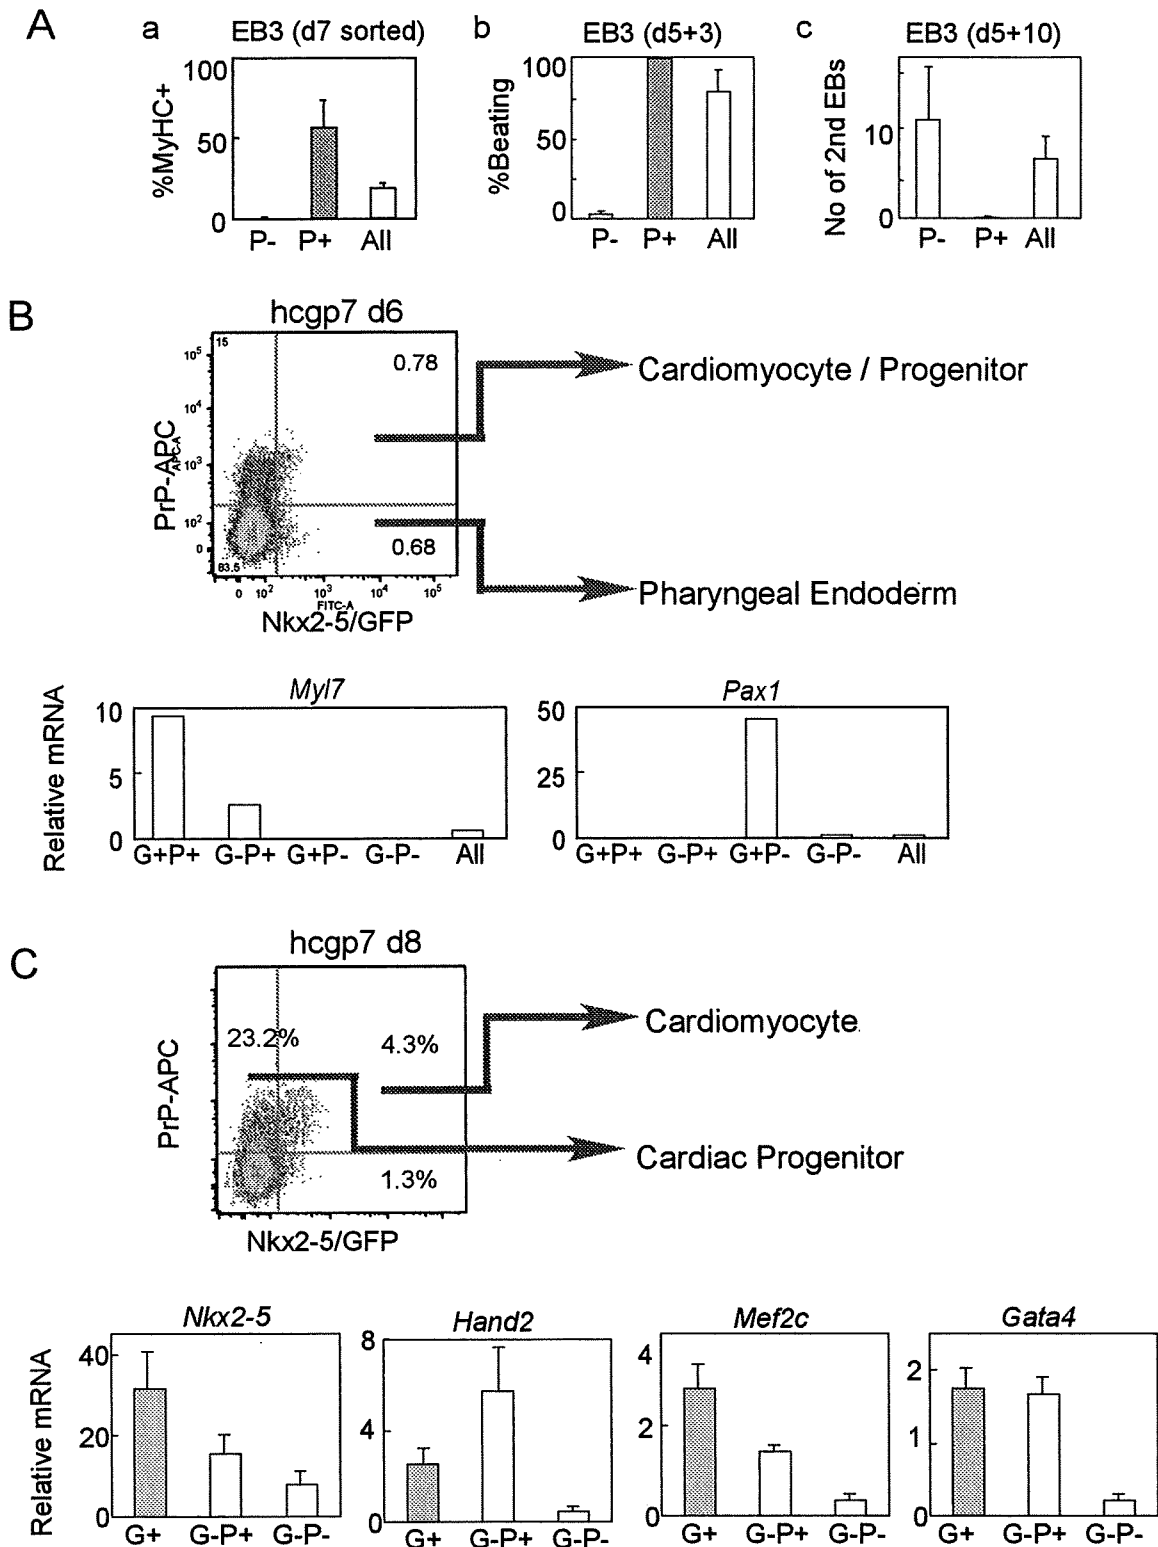 A
a EB3 (d7 sorted)
100
50
0
%MyHC+
P- P+ All
b EB3 (d5+3)
100
50
0
%Beating
P- P+ All
c EB3 (d5+10)
10
0
No of 2nd EBs
P- P+ All
B
hcgp7 d6
15
0.78
0.68
83.5
10⁵
10⁴
10³
10²
0
PrP-APC
APC-A
0 10² 10³ 10⁴ 10⁵
FITC-A
Nkx2-5/GFP
Cardiomyocyte / Progenitor
Pharyngeal Endoderm
Relative mRNA
Myl7
10
5
0
G+P+ G-P+ G+P- G-P- All
Pax1
50
25
0
G+P+ G-P+ G+P- G-P- All
C
hcgp7 d8
23.2%
4.3%
1.3%
PrP-APC
Nkx2-5/GFP
Cardiomyocyte
Cardiac Progenitor
Relative mRNA
Nkx2-5
40
20
0
G+ G-P+ G-P-
Hand2
8
4
0
G+ G-P+ G-P-
Mef2c
4
2
0
G+ G-P+ G-P-
Gata4
2
1
0
G+ G-P+ G-P-